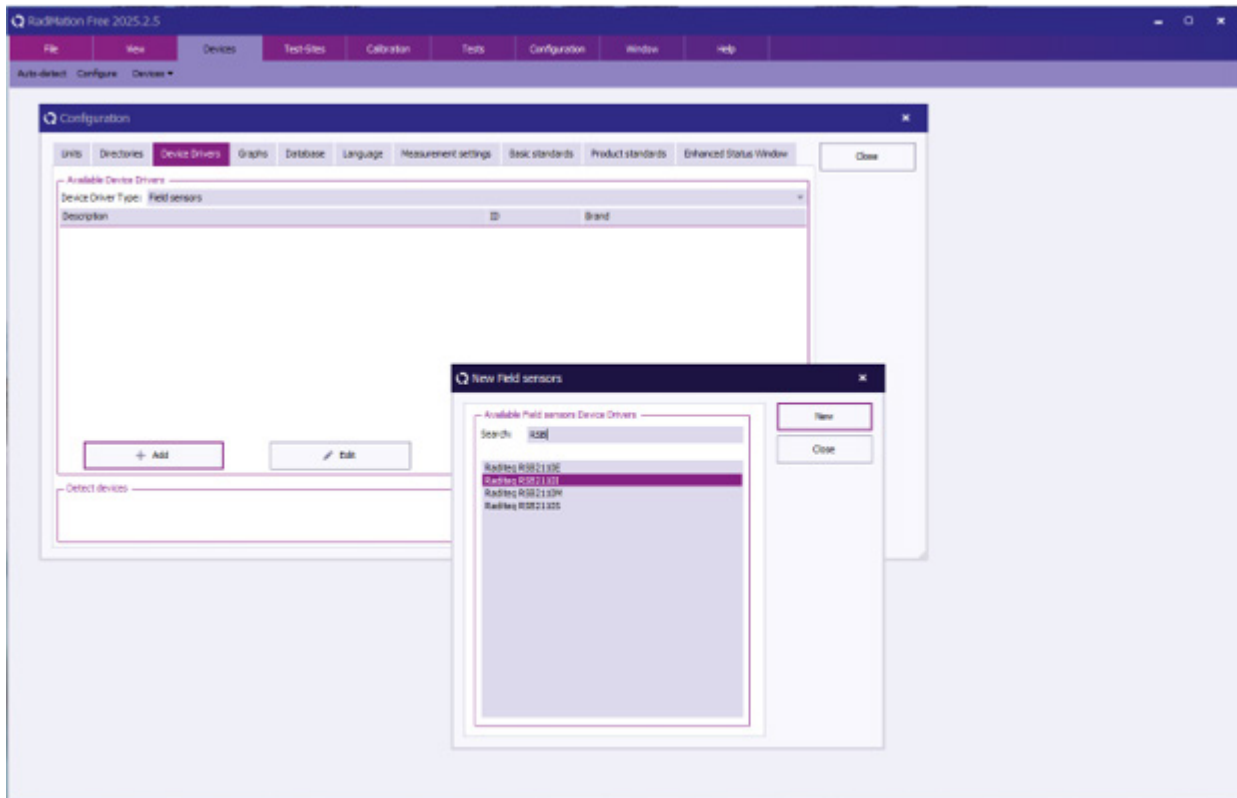 RadiMation Free 2025.2.5
File View Devices Test-Sites Calibration Tests Configuration Window Help
Auto-detect Configure Devices
Configuration
Units Directories Device Drivers Graphs Database Language Measurement settings Basic standards Product standards Enhanced Status Window Close
Available Device Drivers
Device Driver Type: Field sensors
Description ID Brand
New Field sensors
Available Field sensors Device Drivers New
Search: RSB
Close
+ Add Edit
Raditeq RSB2110E
Raditeq RSB2110I
Raditeq RSB2110M
Raditeq RSB2110S
Detect devices